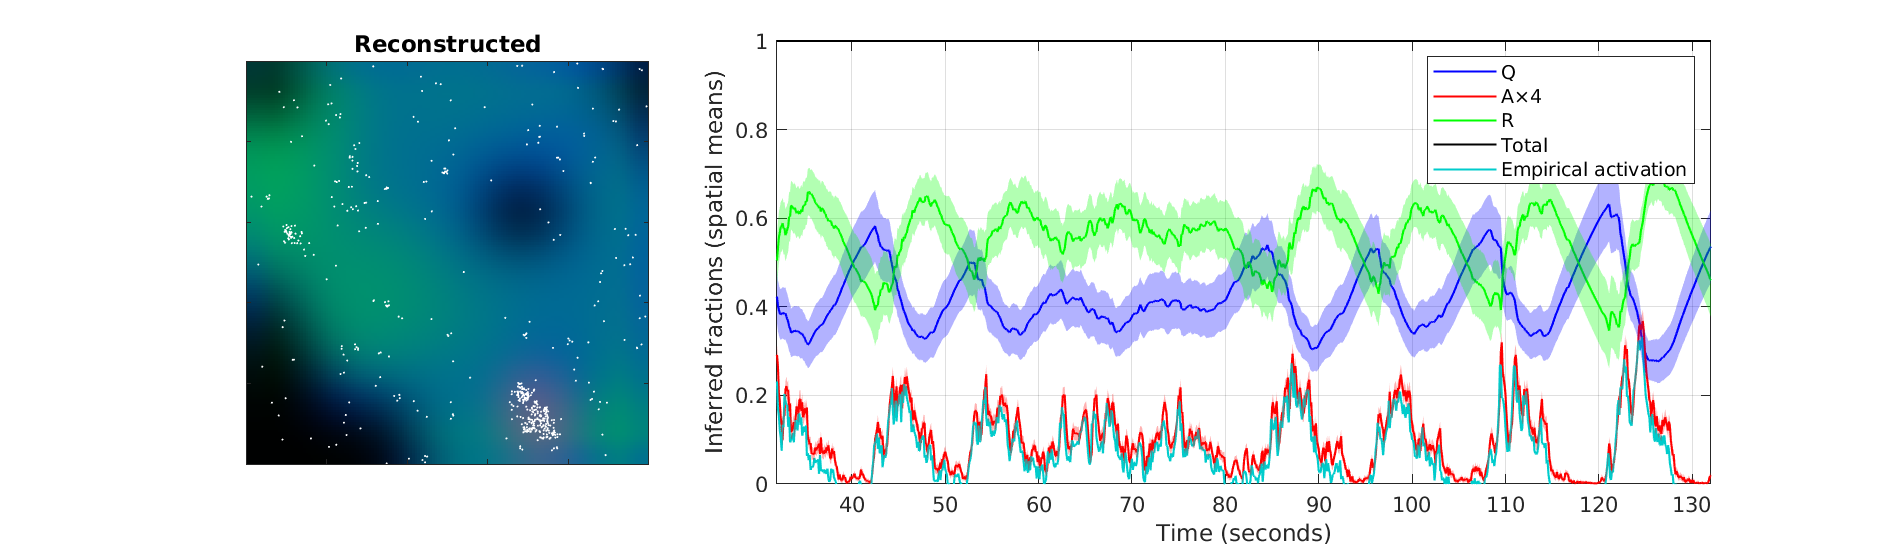 Reconstructed
Inferred fractions (spatial means)
1
0.8
0.6
0.4
0.2
0
Q
A×4
R
Total
Empirical activation
40 50 60 70 80 90 100 110 120 130
Time (seconds)